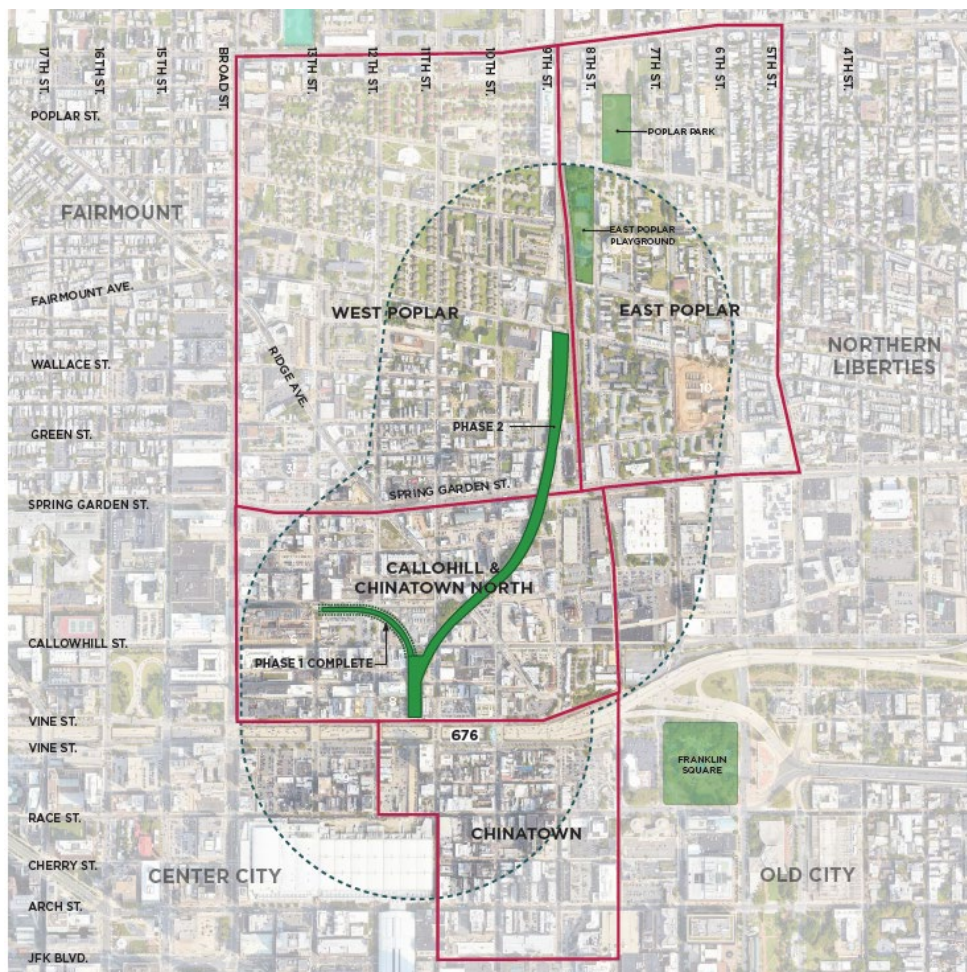 17TH ST.
16TH ST.
15TH ST.
BROAD ST.
13TH ST.
12TH ST.
11TH ST.
10TH ST.
9TH ST.
8TH ST.
7TH ST.
6TH ST.
5TH ST.
4TH ST.
POPLAR ST.
POPLAR PARK
FAIRMOUNT
EAST POPLAR
PLAYGROUND
FAIRMOUNT AVE.
WEST POPLAR
EAST POPLAR
NORTHERN
LIBERTIES
WALLACE ST.
RIDGE AVE.
GREEN ST.
PHASE 2
SPRING GARDEN ST.
SPRING GARDEN ST.
CALLOHILL &
CHINATOWN NORTH
CALLOWHILL ST.
PHASE 1 COMPLETE
VINE ST.
676
VINE ST.
FRANKLIN
SQUARE
RACE ST.
CHINATOWN
CHERRY ST.
CENTER CITY
OLD CITY
ARCH ST.
JFK BLVD.